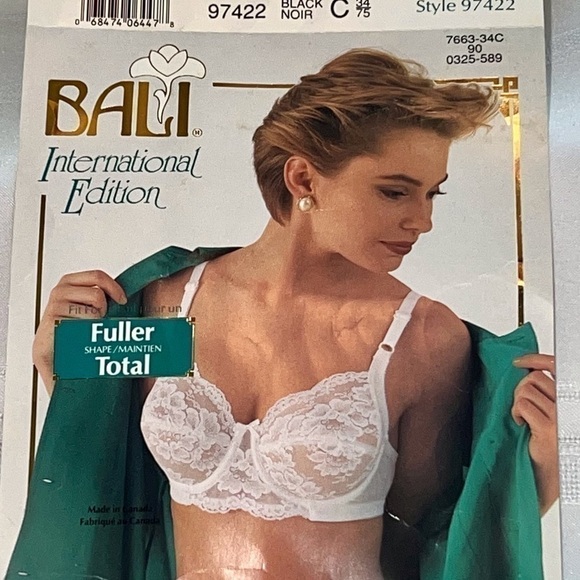 0 68474 06447 8
97422
BLACK
NOIR
C
34
75
Style 97422
7663-34C
90
0325-589
BALI
International
Edition
Fuller
SHAPE/MAINTIEN
Total
Made in Canada
Fabriqué au Canada